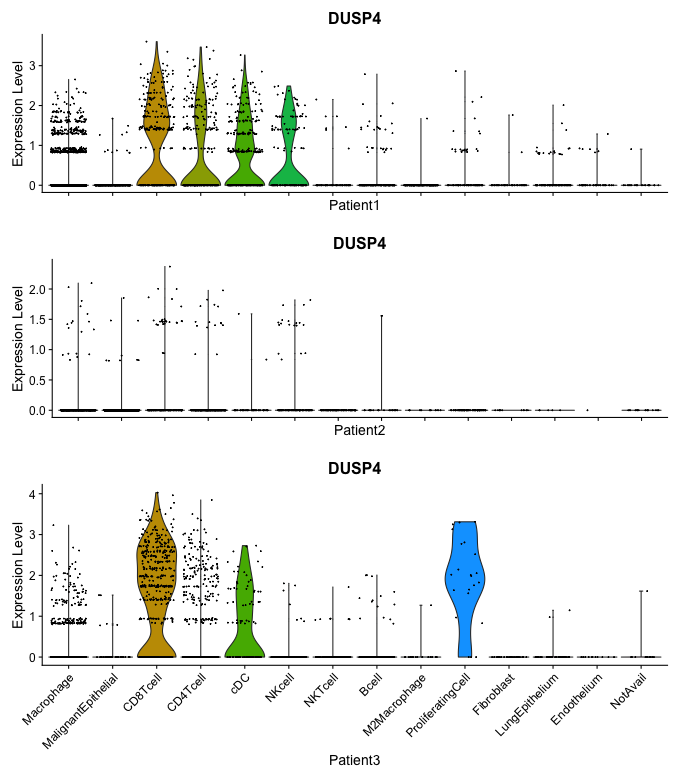 DUSP4
Expression Level
3
2
1
0
Patient1
DUSP4
Expression Level
2.0
1.5
1.0
0.5
0.0
Patient2
DUSP4
Expression Level
4
3
2
1
0
Macrophage
MalignantEpithelial
CD8Tcell
CD4Tcell
cDC
NKcell
NKTcell
Bcell
M2Macrophage
ProliferatingCell
Fibroblast
LungEpithelium
Endothelium
NotAvail
Patient3